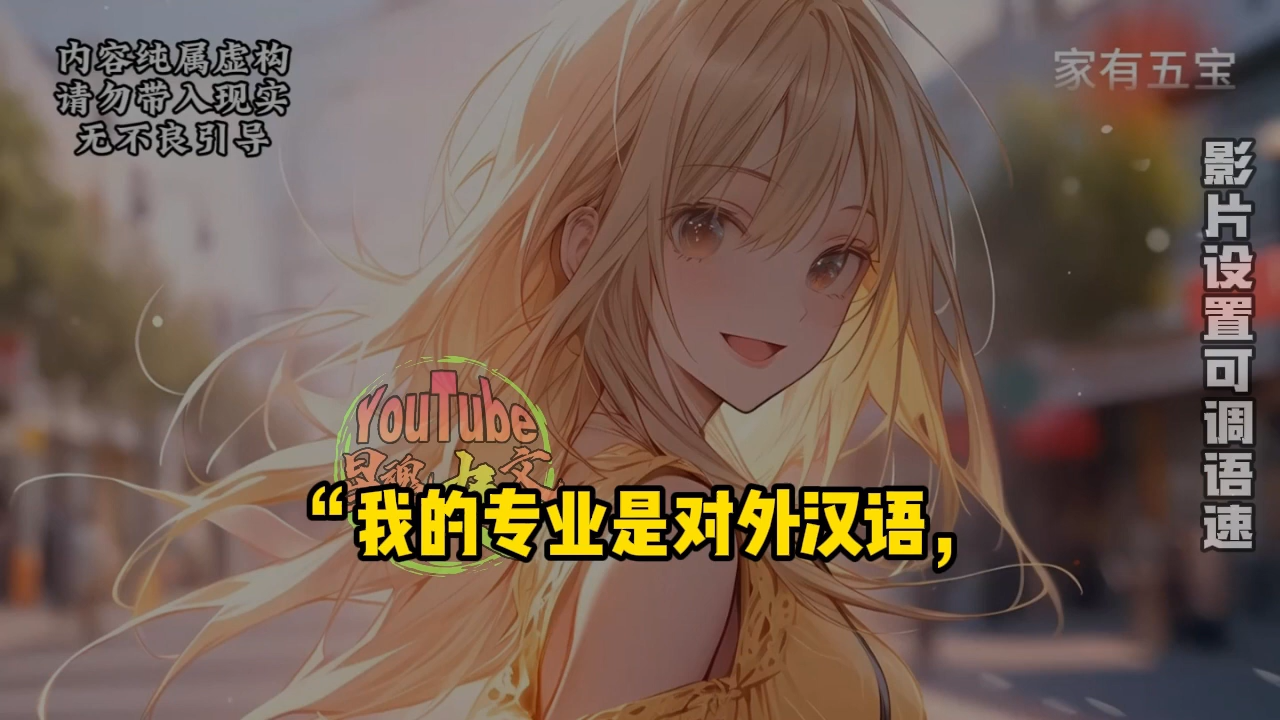 内容纯属虚构
请勿带入现实
无不良引导
家有五宝
影片设置可调语速
YouTube
“我的专业是对外汉语，